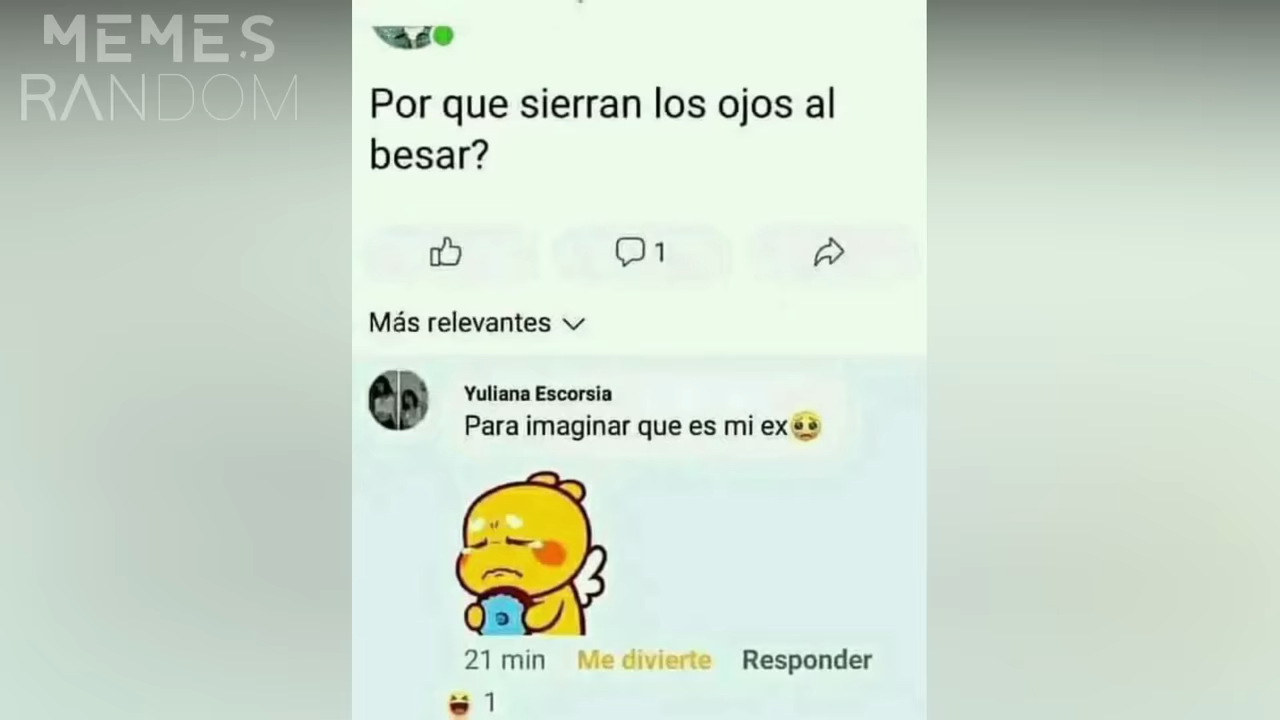 MEMES
RANDOM
Por que sierran los ojos al
besar?
1
Más relevantes
Yuliana Escorsia
Para imaginar que es mi ex🥹
21 min Me divierte Responder
1